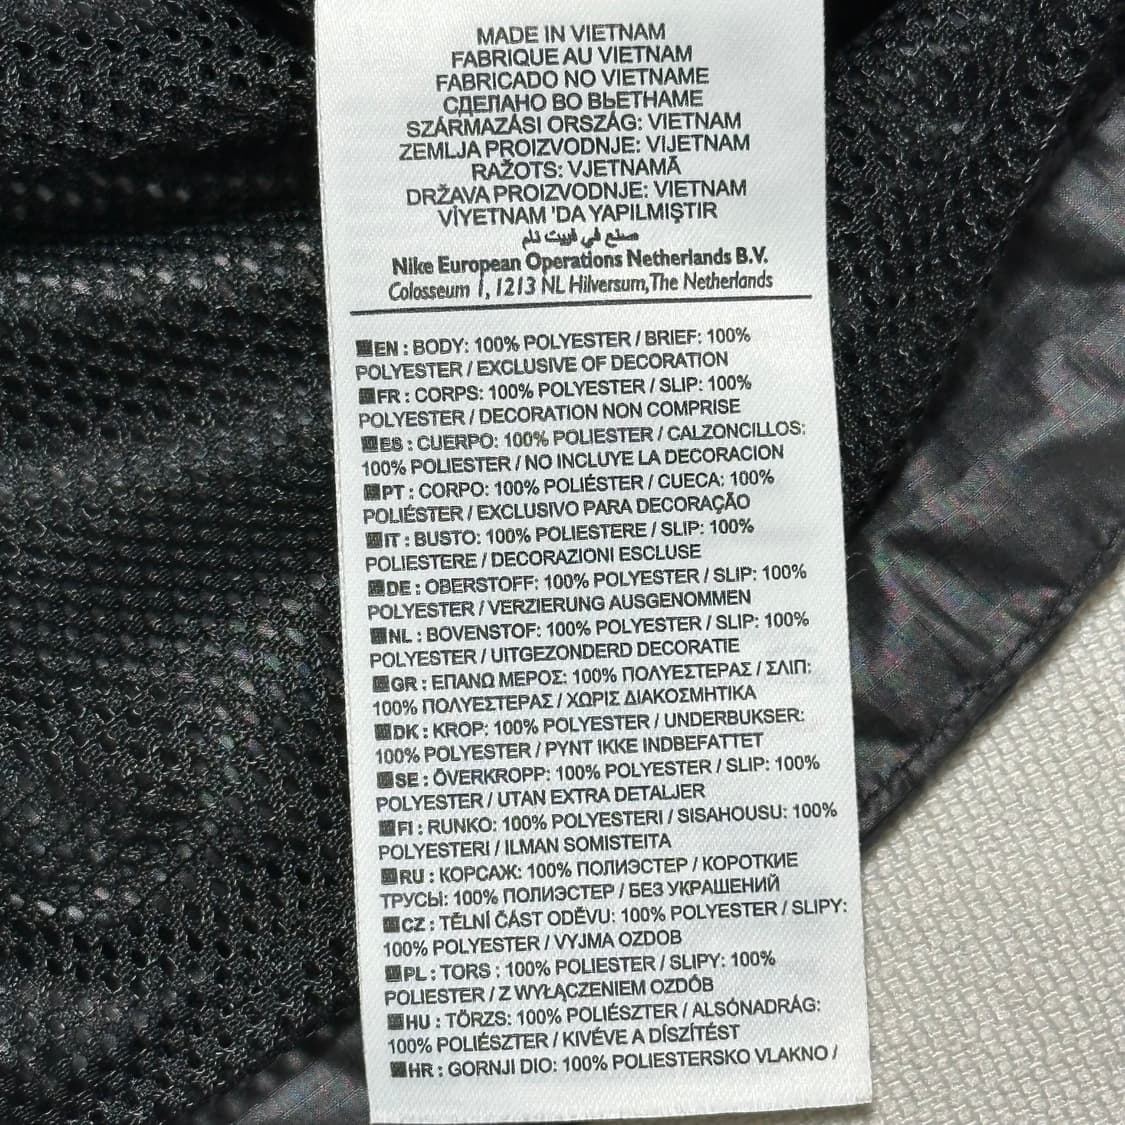 MADE IN VIETNAM
FABRIQUE AU VIETNAM
FABRICADO NO VIETNAME
СДЕЛАНО ВО ВЬЕТНАМЕ
SZÁRMAZÁSI ORSZÁG: VIETNAM
ZEMLJA PROIZVODNJE: VIJETNAM
RAŽOTS: VJETNAMĀ
DRŽAVA PROIZVODNJE: VIETNAM
VİYETNAM 'DA YAPILMIŞTIR
صنع في فييت نام
Nike European Operations Netherlands B.V.
Colosseum 1, 1213 NL Hilversum, The Netherlands
EN : BODY: 100% POLYESTER / BRIEF: 100%
POLYESTER / EXCLUSIVE OF DECORATION
FR : CORPS: 100% POLYESTER / SLIP: 100%
POLYESTER / DECORATION NON COMPRISE
ES : CUERPO: 100% POLIESTER / CALZONCILLOS:
100% POLIESTER / NO INCLUYE LA DECORACION
PT : CORPO: 100% POLIÉSTER / CUECA: 100%
POLIÉSTER / EXCLUSIVO PARA DECORAÇÃO
IT : BUSTO: 100% POLIESTERE / SLIP: 100%
POLIESTERE / DECORAZIONI ESCLUSE
DE : OBERSTOFF: 100% POLYESTER / SLIP: 100%
POLYESTER / VERZIERUNG AUSGENOMMEN
NL : BOVENSTOF: 100% POLYESTER / SLIP: 100%
POLYESTER / UITGEZONDERD DECORATIE
GR : ΕΠΑΝΩ ΜΕΡΟΣ: 100% ΠΟΛΥΕΣΤΕΡΑΣ / ΣΛΙΠ:
100% ΠΟΛΥΕΣΤΕΡΑΣ / ΧΩΡΙΣ ΔΙΑΚΟΣΜΗΤΙΚΑ
DK : KROP: 100% POLYESTER / UNDERBUKSER:
100% POLYESTER / PYNT IKKE INDBEFATTET
SE : ÖVERKROPP: 100% POLYESTER / SLIP: 100%
POLYESTER / UTAN EXTRA DETALJER
FI : RUNKO: 100% POLYESTERI / SISAHOUSU: 100%
POLYESTERI / ILMAN SOMISTEITA
RU : КОРСАЖ: 100% ПОЛИЭСТЕР / КОРОТКИЕ
ТРУСЫ: 100% ПОЛИЭСТЕР / БЕЗ УКРАШЕНИЙ
CZ : TĚLNÍ ČÁST ODĚVU: 100% POLYESTER / SLIPY:
100% POLYESTER / VYJMA OZDOB
PL : TORS : 100% POLIESTER / SLIPY: 100%
POLIESTER / Z WYŁĄCZENIEM OZDÓB
HU : TÖRZS: 100% POLIÉSZTER / ALSÓNADRÁG:
100% POLIÉSZTER / KIVÉVE A DÍSZÍTÉST
HR : GORNJI DIO: 100% POLIESTERSKO VLAKNO /